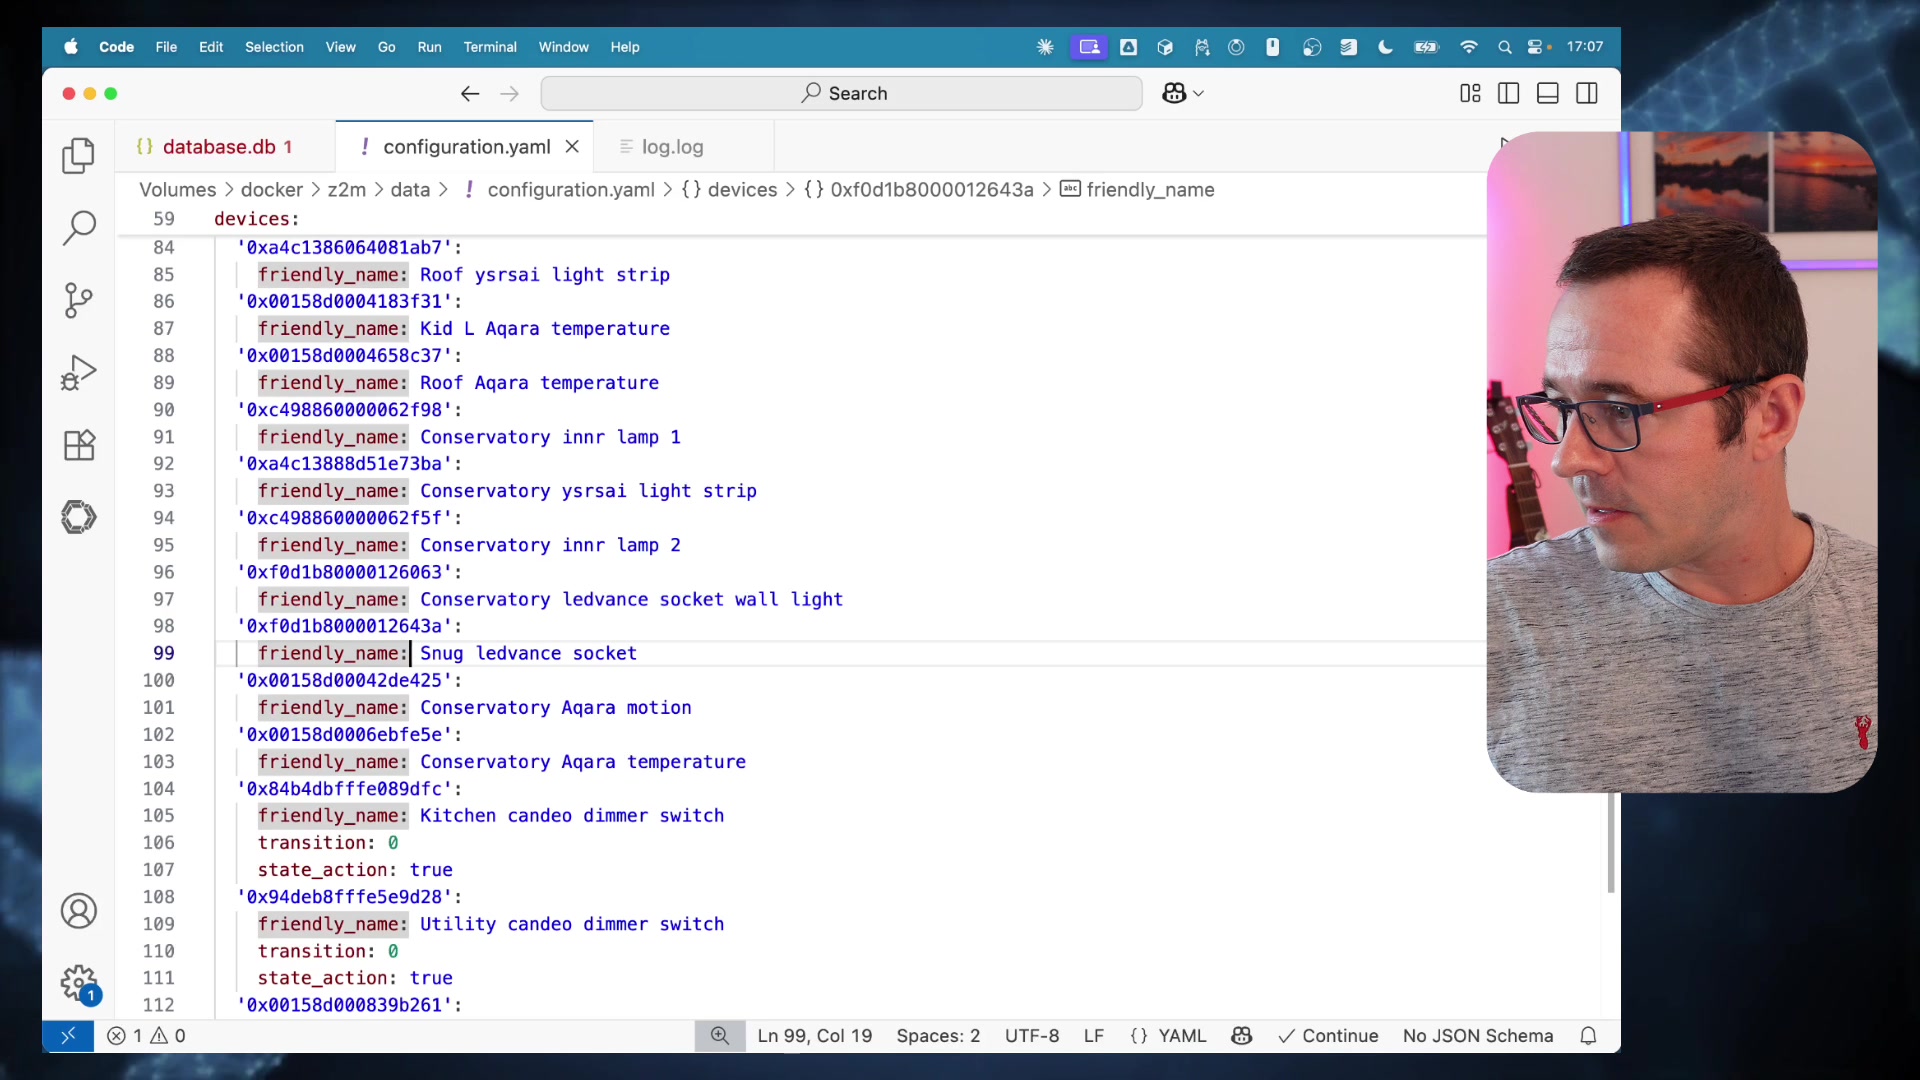 Code File Edit Selection View Go Run Terminal Window Help 17:07
Search
database.db 1 configuration.yaml log.log
Volumes > docker > z2m > data > ! configuration.yaml > {} devices > {} 0xf0d1b8000012643a > abc friendly_name
59 devices:
84 '0xa4c1386064081ab7':
85 friendly_name: Roof ysrsai light strip
86 '0x00158d0004183f31':
87 friendly_name: Kid L Aqara temperature
88 '0x00158d0004658c37':
89 friendly_name: Roof Aqara temperature
90 '0xc498860000062f98':
91 friendly_name: Conservatory innr lamp 1
92 '0xa4c13888d51e73ba':
93 friendly_name: Conservatory ysrsai light strip
94 '0xc498860000062f5f':
95 friendly_name: Conservatory innr lamp 2
96 '0xf0d1b80000126063':
97 friendly_name: Conservatory ledvance socket wall light
98 '0xf0d1b8000012643a':
99 friendly_name: Snug ledvance socket
100 '0x00158d00042de425':
101 friendly_name: Conservatory Aqara motion
102 '0x00158d0006ebfe5e':
103 friendly_name: Conservatory Aqara temperature
104 '0x84b4dbfffe089dfc':
105 friendly_name: Kitchen candeo dimmer switch
106 transition: 0
107 state_action: true
108 '0x94deb8fffe5e9d28':
109 friendly_name: Utility candeo dimmer switch
110 transition: 0
111 state_action: true
112 '0x00158d000839b261':
1
1 0 Ln 99, Col 19 Spaces: 2 UTF-8 LF {} YAML Continue No JSON Schema